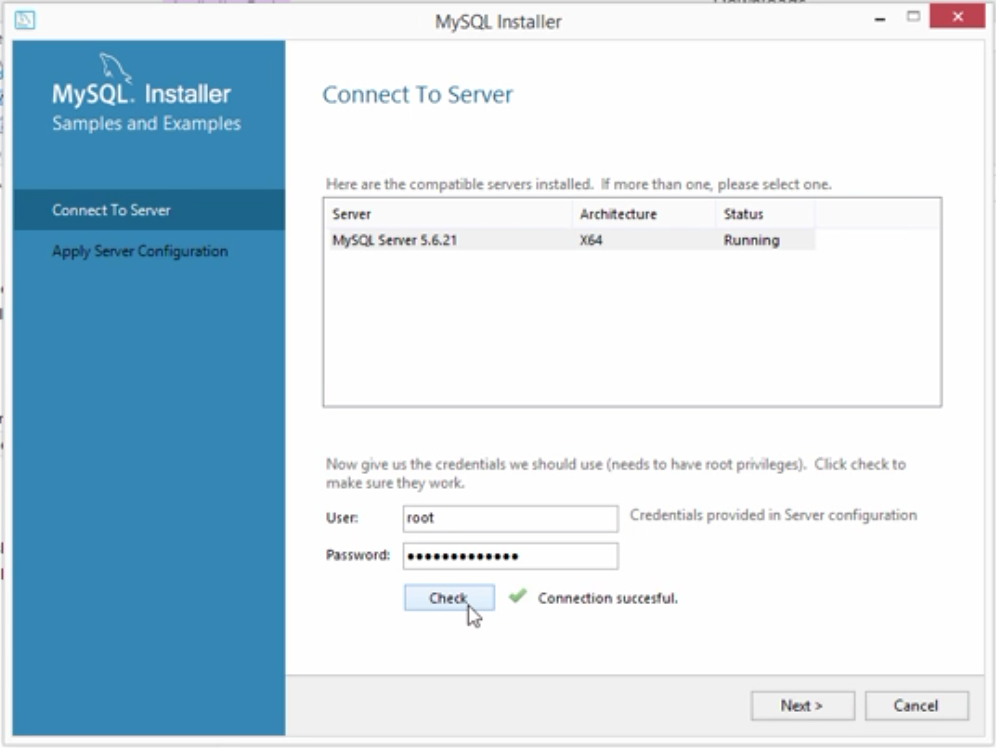 MySQL Installer
MySQL. Installer
Samples and Examples
Connect To Server
Apply Server Configuration
Connect To Server
Here are the compatible servers installed. If more than one, please select one.
Server Architecture Status
MySQL Server 5.6.21 X64 Running
Now give us the credentials we should use (needs to have root privileges). Click check to
make sure they work.
User: root Credentials provided in Server configuration
Password: •••••••••••••
Check Connection succesful.
Next > Cancel